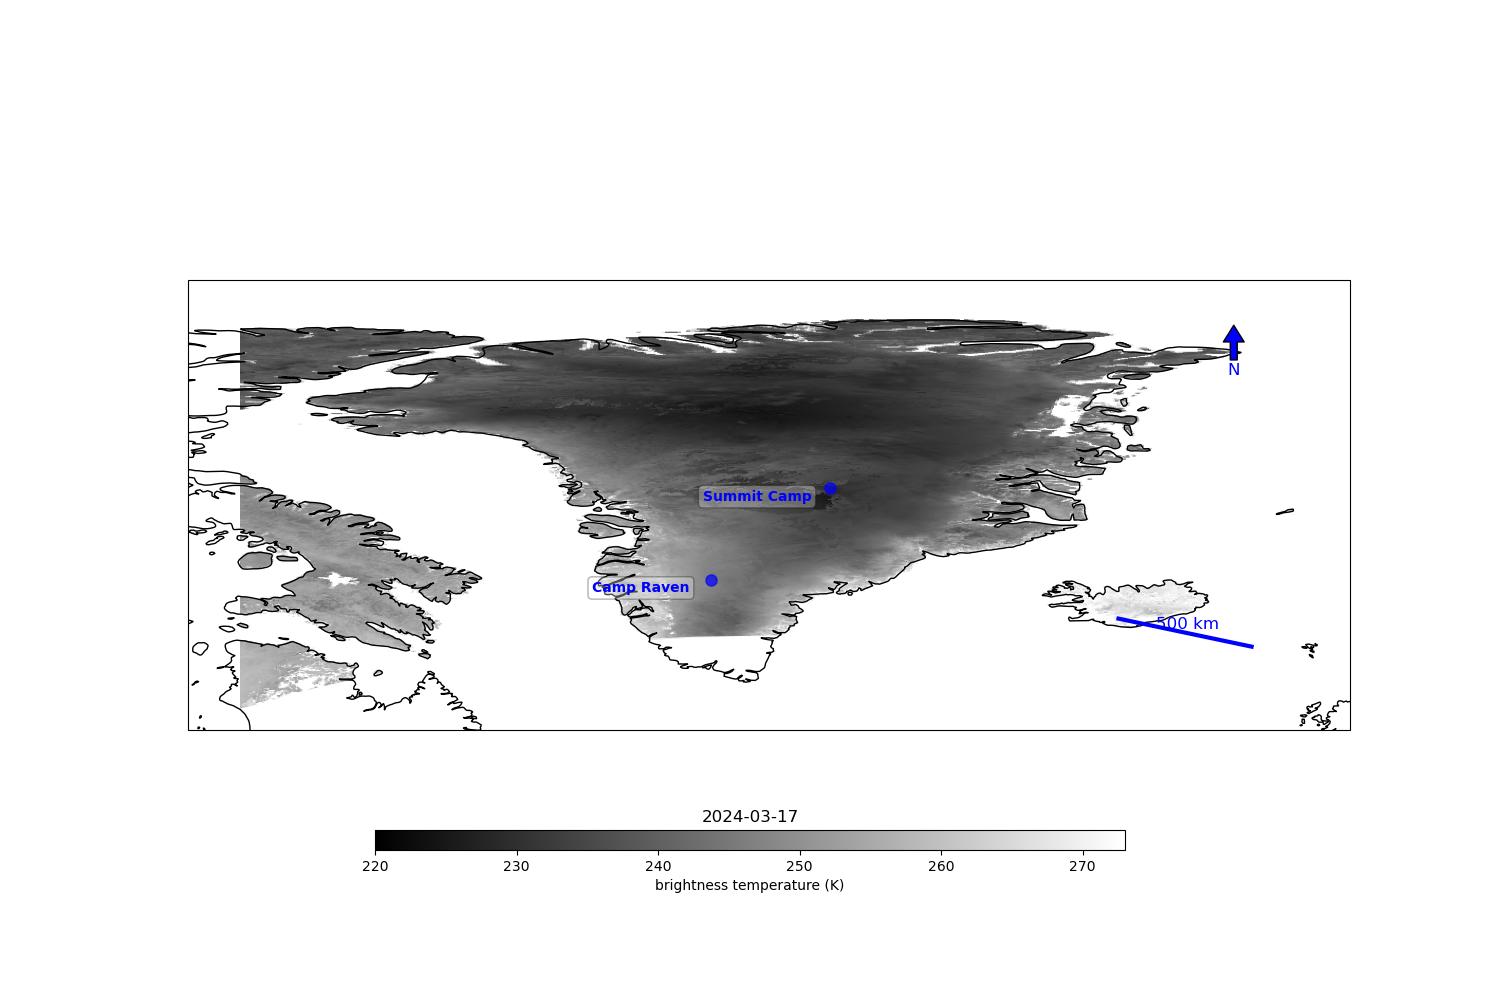 N
Summit Camp
Camp Raven
500 km
2024-03-17
220 230 240 250 260 270
brightness temperature (K)